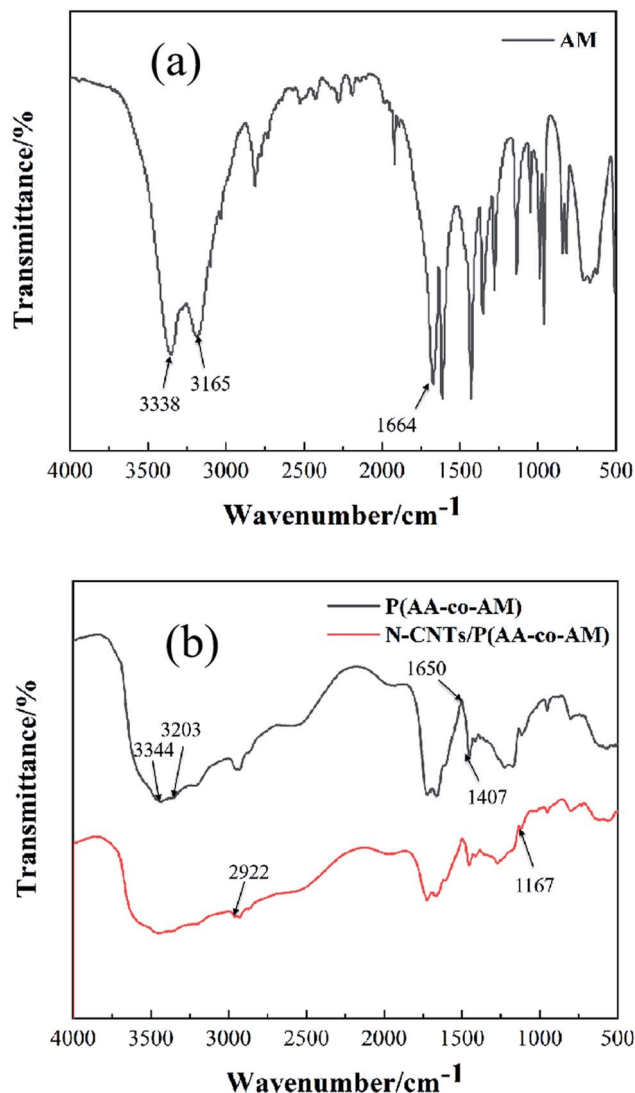 (a)
AM
Transmittance/%
3338
3165
1664
4000 3500 3000 2500 2000 1500 1000 500
Wavenumber/cm-1
(b)
P(AA-co-AM)
N-CNTs/P(AA-co-AM)
Transmittance/%
1650
3203
3344
1407
2922
1167
4000 3500 3000 2500 2000 1500 1000 500
Wavenumber/cm-1